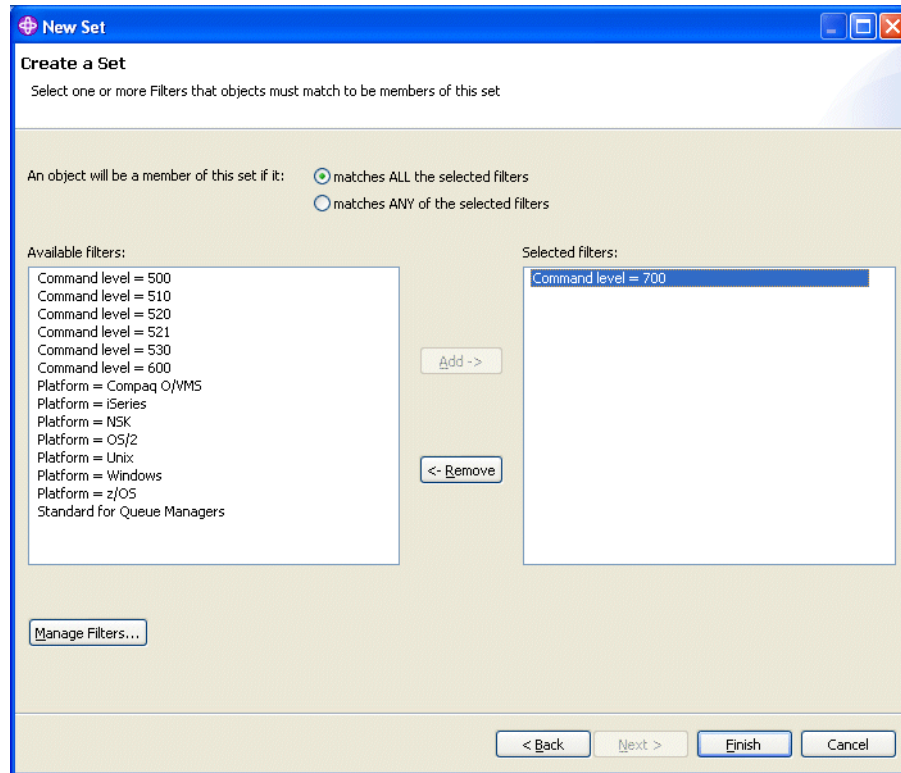 New Set
Create a Set
Select one or more Filters that objects must match to be members of this set
An object will be a member of this set if it:
matches ALL the selected filters
matches ANY of the selected filters
Available filters:
Command level = 500
Command level = 510
Command level = 520
Command level = 521
Command level = 530
Command level = 600
Platform = Compaq O/VMS
Platform = iSeries
Platform = NSK
Platform = OS/2
Platform = Unix
Platform = Windows
Platform = z/OS
Standard for Queue Managers
Add ->
<- Remove
Selected filters:
Command level = 700
Manage Filters...
< Back
Next >
Finish
Cancel